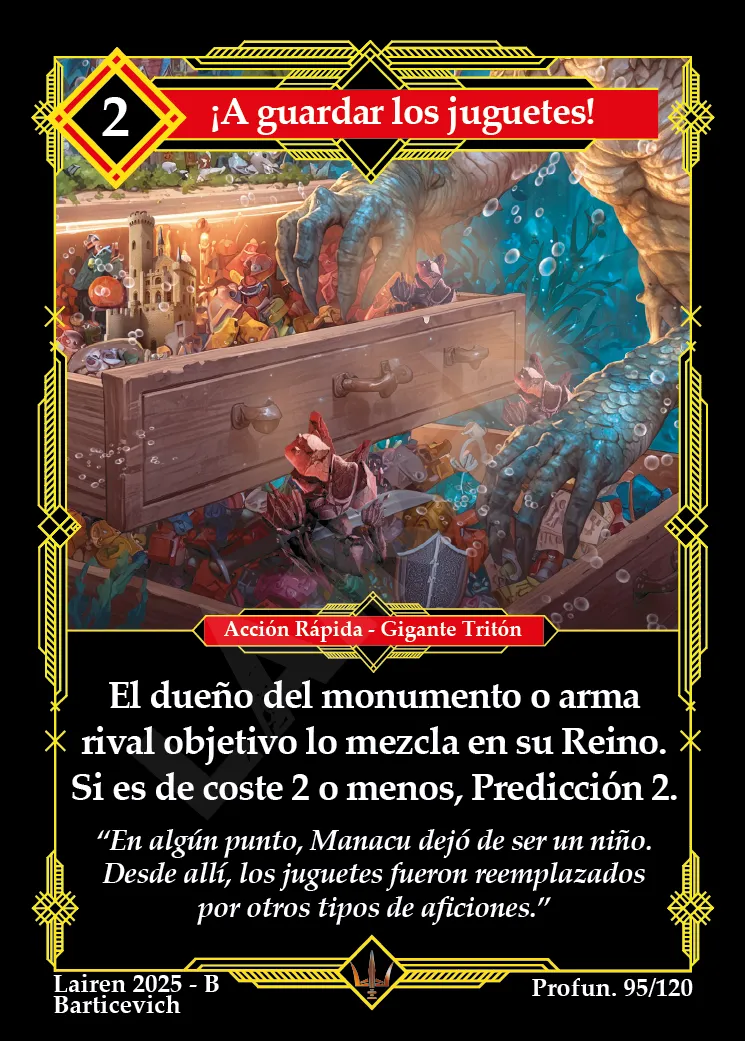 2
¡A guardar los juguetes!
Acción Rápida - Gigante Tritón
El dueño del monumento o arma
rival objetivo lo mezcla en su Reino.
Si es de coste 2 o menos, Predicción 2.
“En algún punto, Manacu dejó de ser un niño.
Desde allí, los juguetes fueron reemplazados
por otros tipos de aficiones.”
Lairen 2025 - B
Barticevich
Profun. 95/120